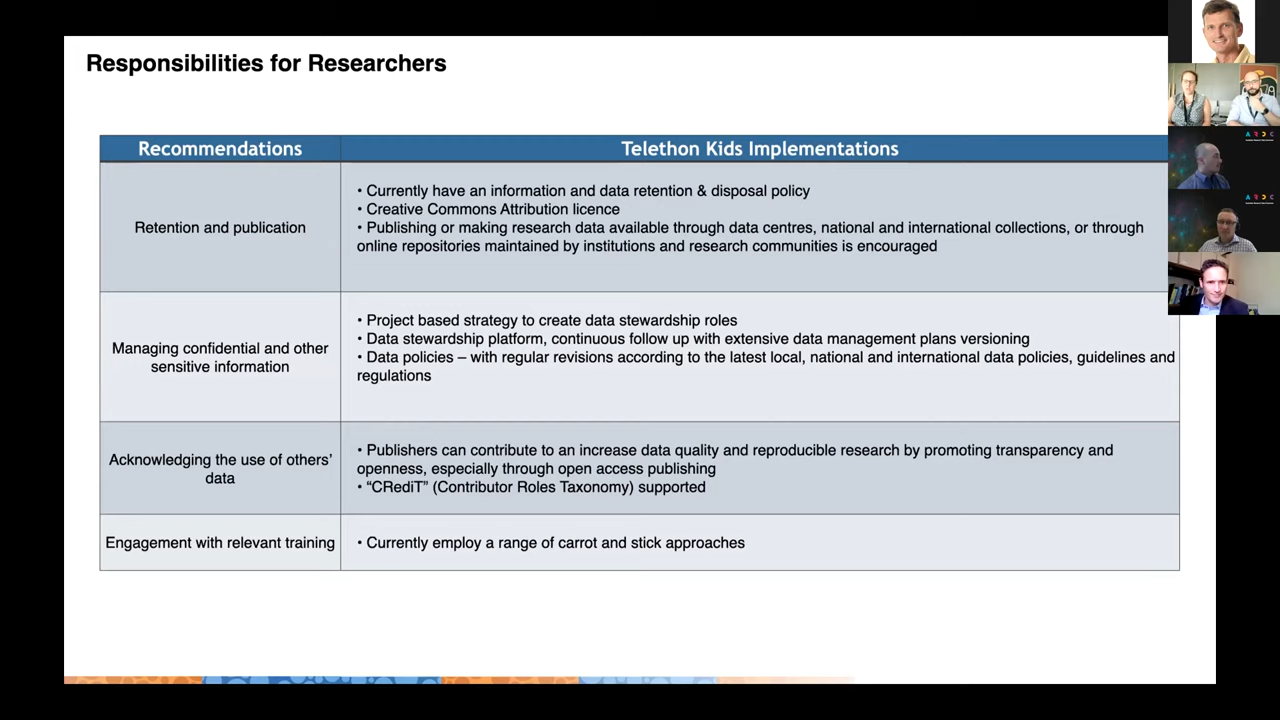 Responsibilities for Researchers
Recommendations
Telethon Kids Implementations
Retention and publication
• Currently have an information and data retention & disposal policy
• Creative Commons Attribution licence
• Publishing or making research data available through data centres, national and international collections, or through
online repositories maintained by institutions and research communities is encouraged
Managing confidential and other
sensitive information
• Project based strategy to create data stewardship roles
• Data stewardship platform, continuous follow up with extensive data management plans versioning
• Data policies – with regular revisions according to the latest local, national and international data policies, guidelines and
regulations
Acknowledging the use of others’
data
• Publishers can contribute to an increase data quality and reproducible research by promoting transparency and
openness, especially through open access publishing
• “CRediT” (Contributor Roles Taxonomy) supported
Engagement with relevant training
• Currently employ a range of carrot and stick approaches